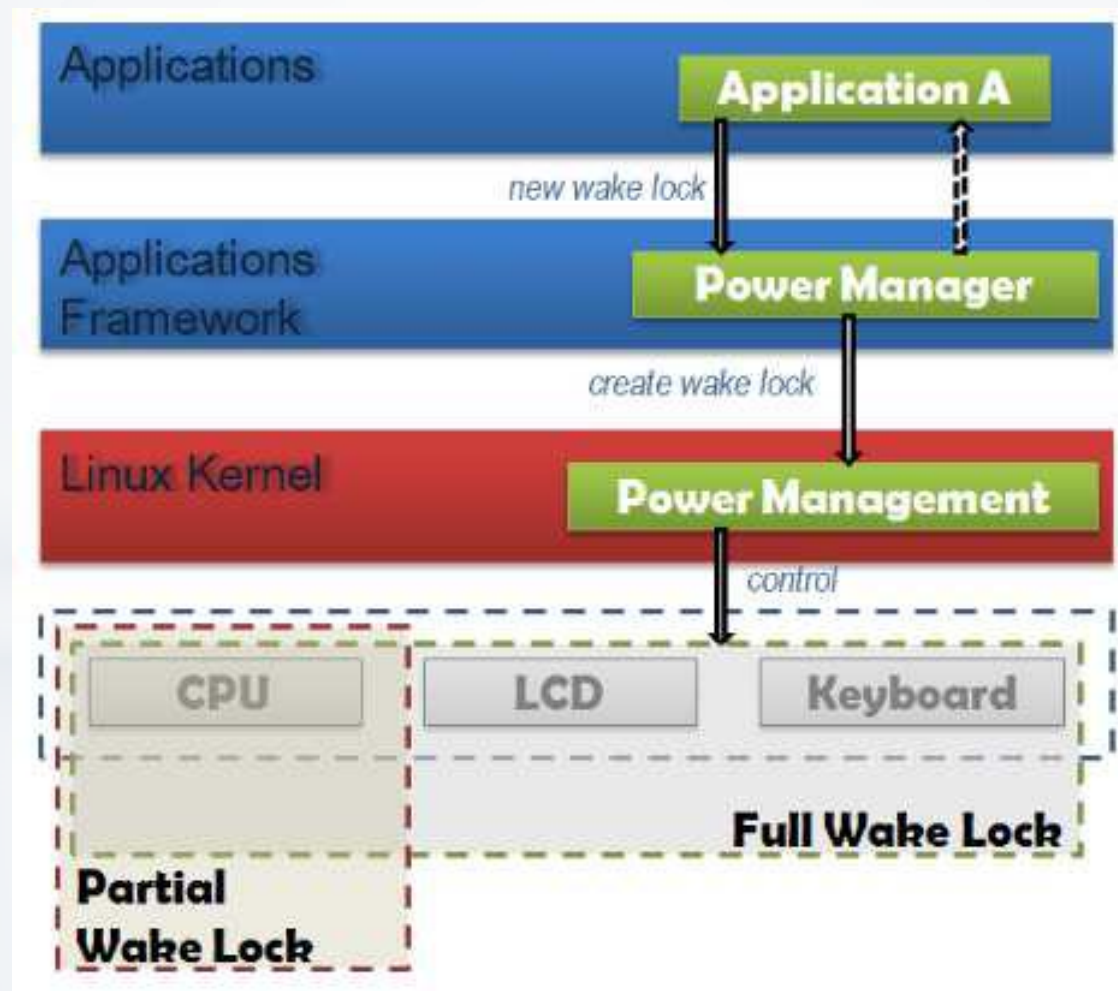 Applications
Application A
new wake lock
Applications
Framework
Power Manager
create wake lock
Linux Kernel
Power Management
control
CPU
LCD
Keyboard
Full Wake Lock
Partial
Wake Lock